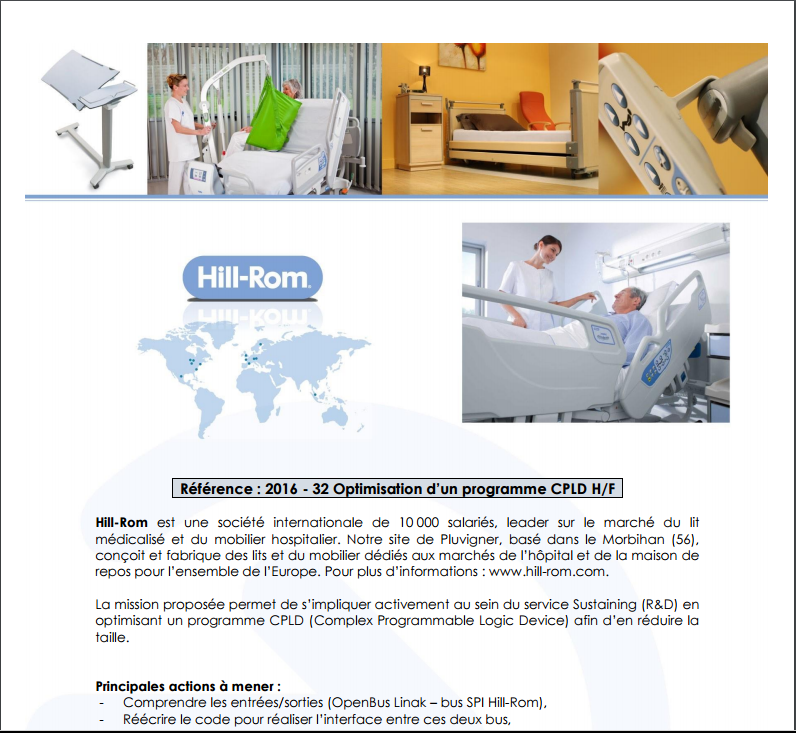 Hill-Rom
Référence : 2016 - 32 Optimisation d'un programme CPLD H/F
Hill-Rom est une société internationale de 10 000 salariés, leader sur le marché du lit
médicalisé et du mobilier hospitalier. Notre site de Pluvigner, basé dans le Morbihan (56),
conçoit et fabrique des lits et du mobilier dédiés aux marchés de l'hôpital et de la maison de
repos pour l'ensemble de l'Europe. Pour plus d'informations : www.hill-rom.com.
La mission proposée permet de s'impliquer activement au sein du service Sustaining (R&D) en
optimisant un programme CPLD (Complex Programmable Logic Device) afin d'en réduire la
taille.
Principales actions à mener :
- Comprendre les entrées/sorties (OpenBus Linak – bus SPI Hill-Rom),
- Réécrire le code pour réaliser l'interface entre ces deux bus,